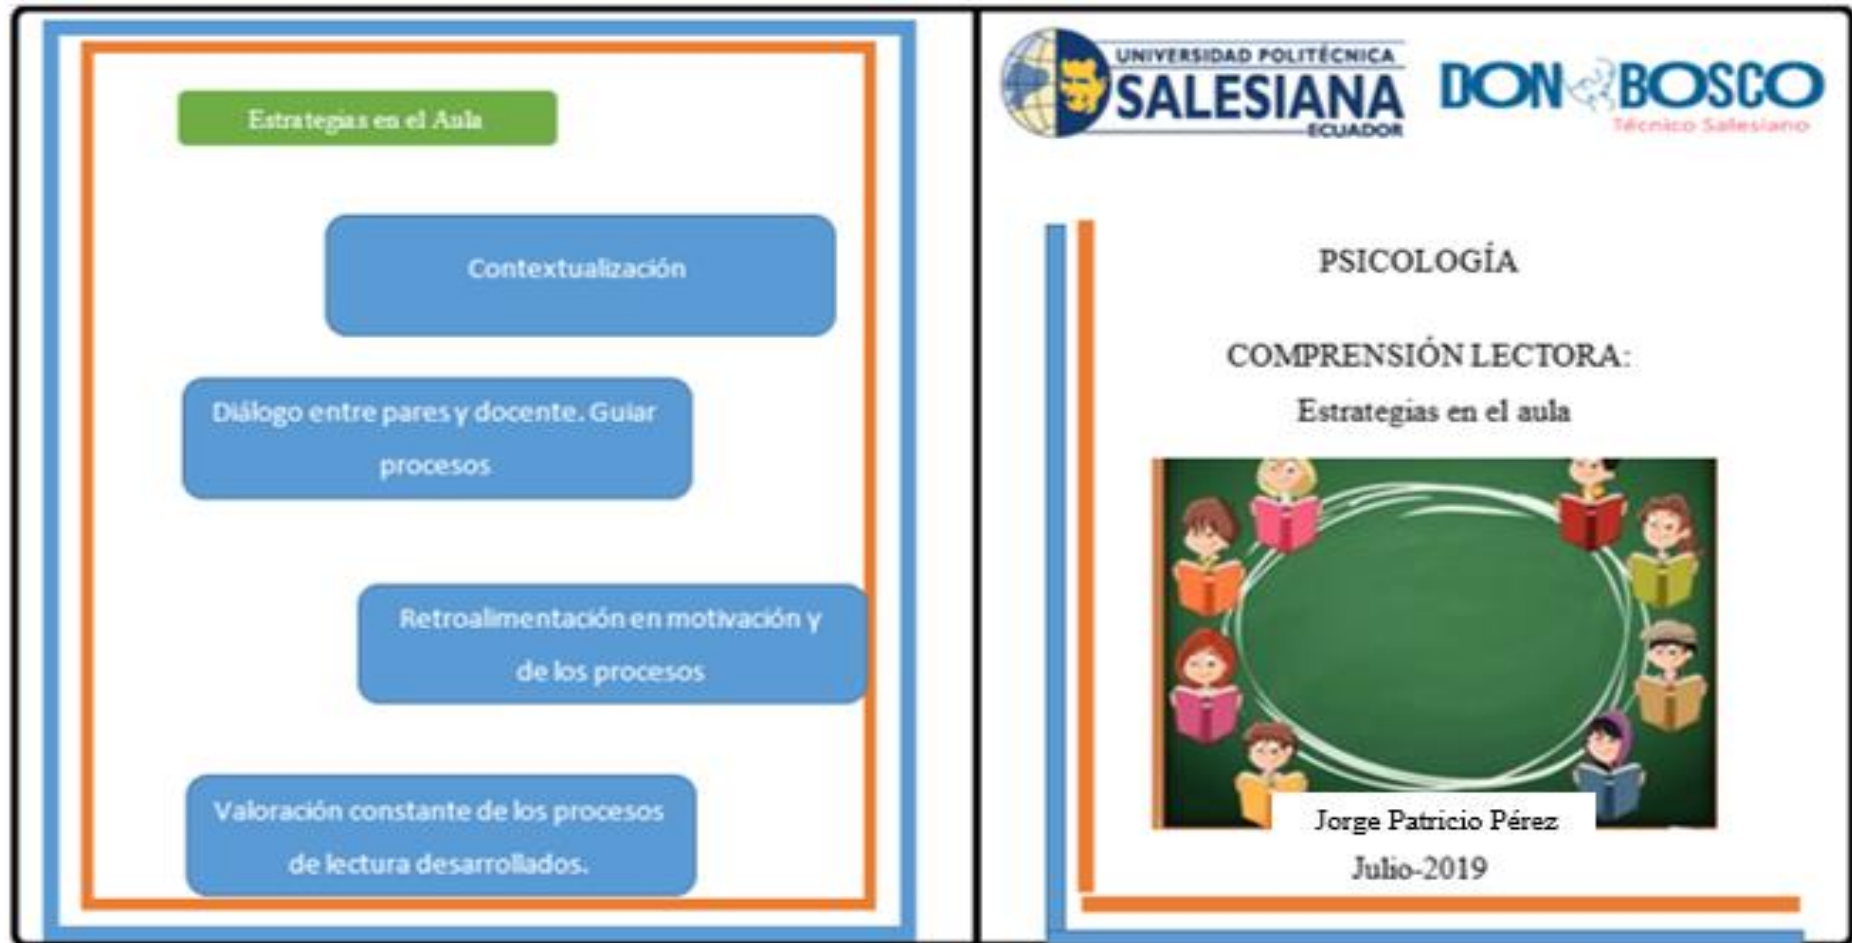 Estrategias en el Aula
Contextualización
Diálogo entre pares y docente. Guiar
procesos
Retroalimentación en motivación y
de los procesos
Valoración constante de los procesos
de lectura desarrollados.
UNIVERSIDAD POLITÉCNICA
SALESIANA
ECUADOR
DON BOSCO
Técnico Salesiano
PSICOLOGÍA
COMPRENSIÓN LECTORA:
Estrategias en el aula
Jorge Patricio Pérez
Julio-2019